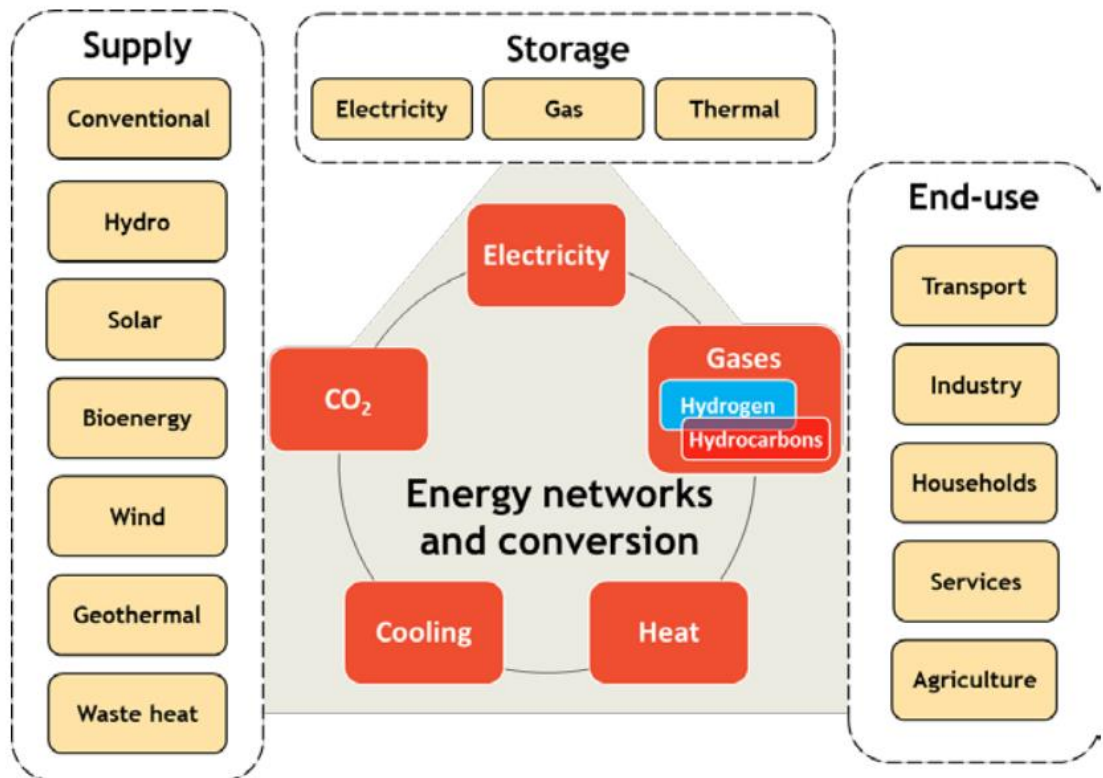 Supply
Conventional
Hydro
Solar
Bioenergy
Wind
Geothermal
Waste heat
Storage
Electricity
Gas
Thermal
Electricity
CO₂
Gases
Hydrogen
Hydrocarbons
Energy networks
and conversion
Cooling
Heat
End-use
Transport
Industry
Households
Services
Agriculture